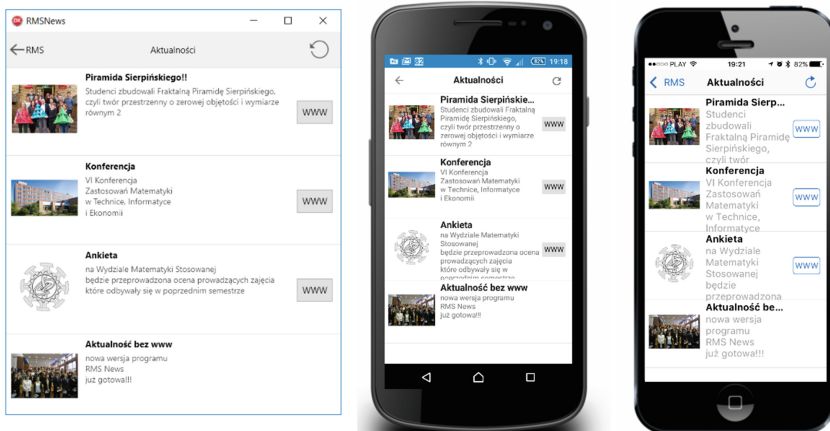 RMSNews
RMS
Aktualności
Piramida Sierpińskiego!!
Studenci zbudowali Fraktalną Piramidę Sierpińskiego,
czyli twór przestrzenny o zerowej objętości i wymiarze
równym 2
WWW
Konferencja
VI Konferencja
Zastosowań Matematyki
w Technice, Informatyce
i Ekonomii
WWW
Ankieta
na Wydziale Matematyki Stosowanej
będzie przeprowadzona ocena prowadzących zajęcia
które odbywały się w poprzednim semestrze
WWW
Aktualność bez www
nowa wersja programu
RMS News
już gotowa!!!
82% 19:18
Aktualności
Piramida Sierpińskie...
Studenci zbudowali Fraktalną
Piramidę Sierpińskiego,
czyli twór przestrzenny o
zerowej objętości i wymiarze
równym 2
WWW
Konferencja
VI Konferencja
Zastosowań Matematyki
w Technice, Informatyce
i Ekonomii
WWW
Ankieta
na Wydziale Matematyki
Stosowanej
będzie przeprowadzona ocena
prowadzących zajęcia
które odbywały się w
poprzednim semestrze
WWW
Aktualność bez www
nowa wersja programu
RMS News
już gotowa!!!
PLAY 19:21 82%
RMS Aktualności
Piramida Sierp...
Studenci
zbudowali
Fraktalną Piramidę
Sierpińskiego,
czyli twór
WWW
Konferencja
VI Konferencja
Zastosowań
Matematyki
w Technice,
Informatyce
WWW
Ankieta
na Wydziale
Matematyki
Stosowanej
będzie
przeprowadzona
WWW
Aktualność be...
nowa wersja
programu
RMS News
już gotowa!!!